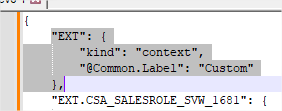 {
"EXT": {
"kind": "context",
"@Common.Label": "Custom"
},
"EXT.CSA_SALESROLE_SVW_1681": {